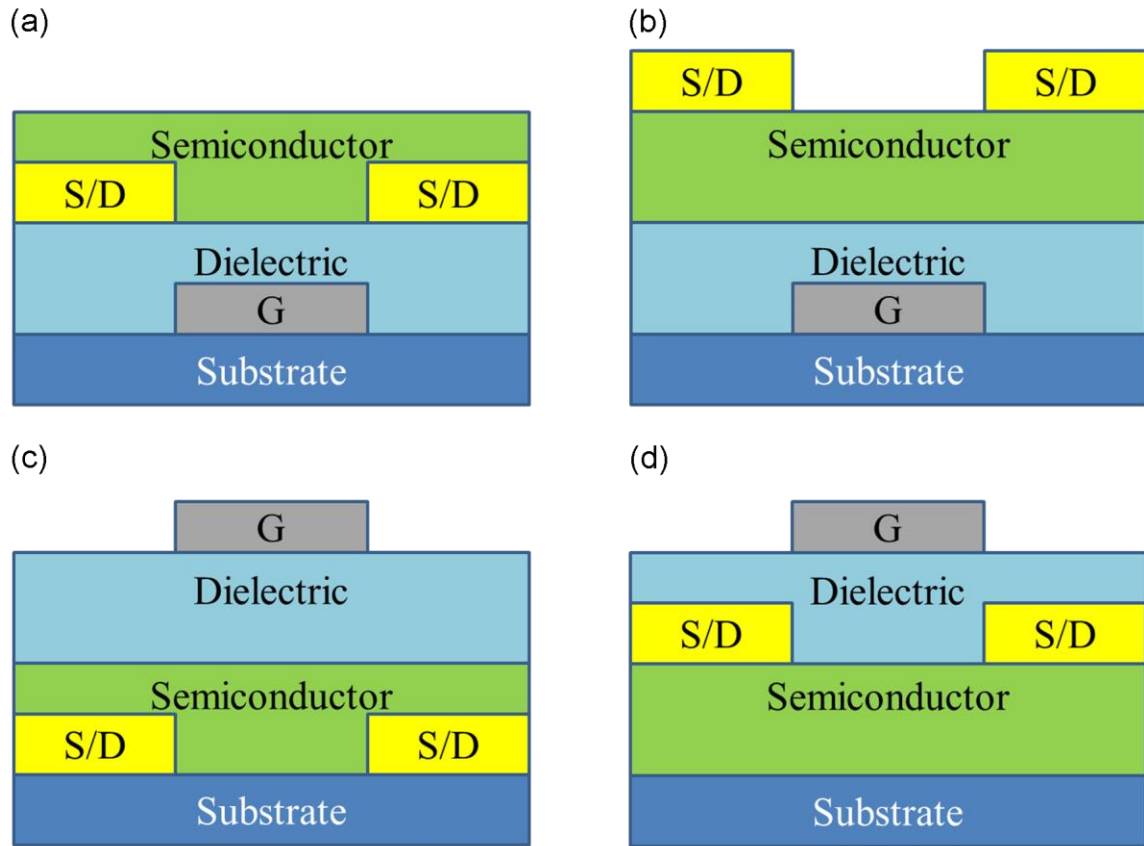 (a)
Semiconductor
S/D S/D
Dielectric
G
Substrate
(b)
S/D S/D
Semiconductor
Dielectric
G
Substrate
(c)
G
Dielectric
Semiconductor
S/D S/D
Substrate
(d)
G
Dielectric
S/D S/D
Semiconductor
Substrate